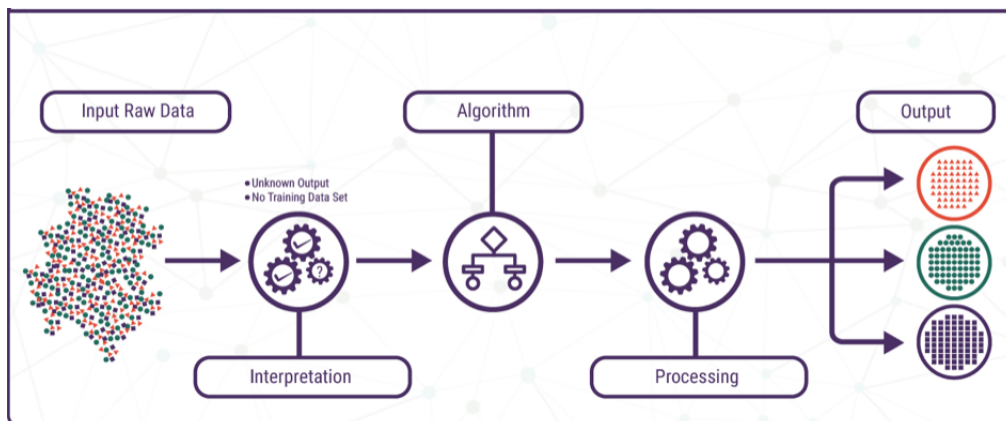 Input Raw Data
Algorithm
Output
• Unknown Output
• No Training Data Set
?
Interpretation
Processing